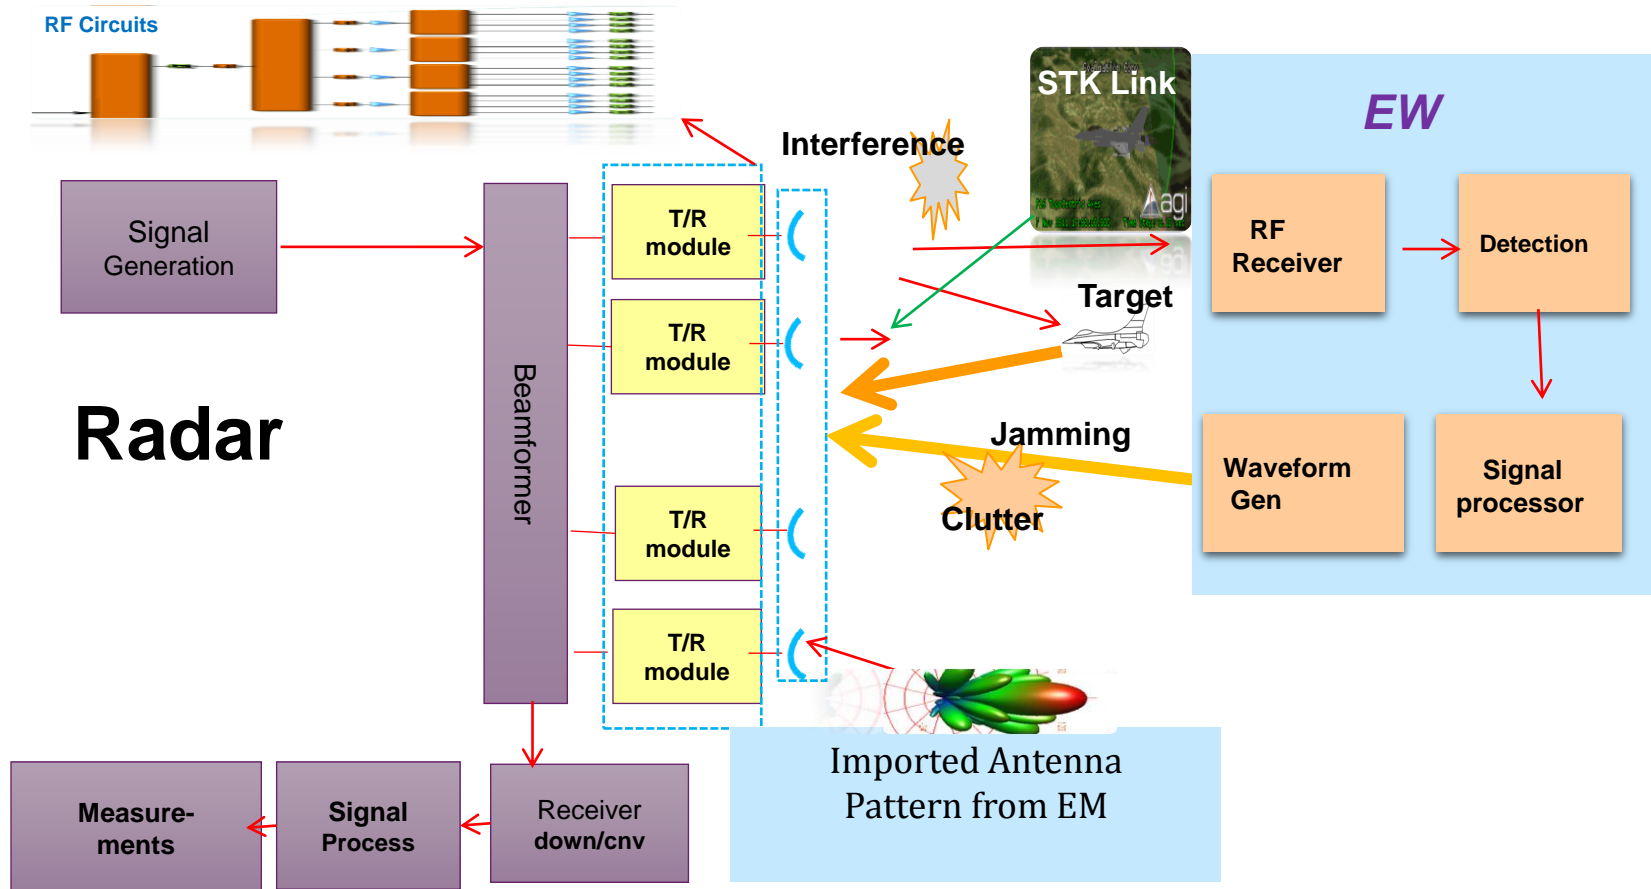 RF Circuits
STK Link
agi
EW
Interference
Signal
Generation
T/R
module
RF
Receiver
Detection
Target
T/R
module
Beamformer
Radar
Jamming
Waveform
Gen
Signal
processor
Clutter
T/R
module
T/R
module
Imported Antenna
Pattern from EM
Measure-
ments
Signal
Process
Receiver
down/cnv